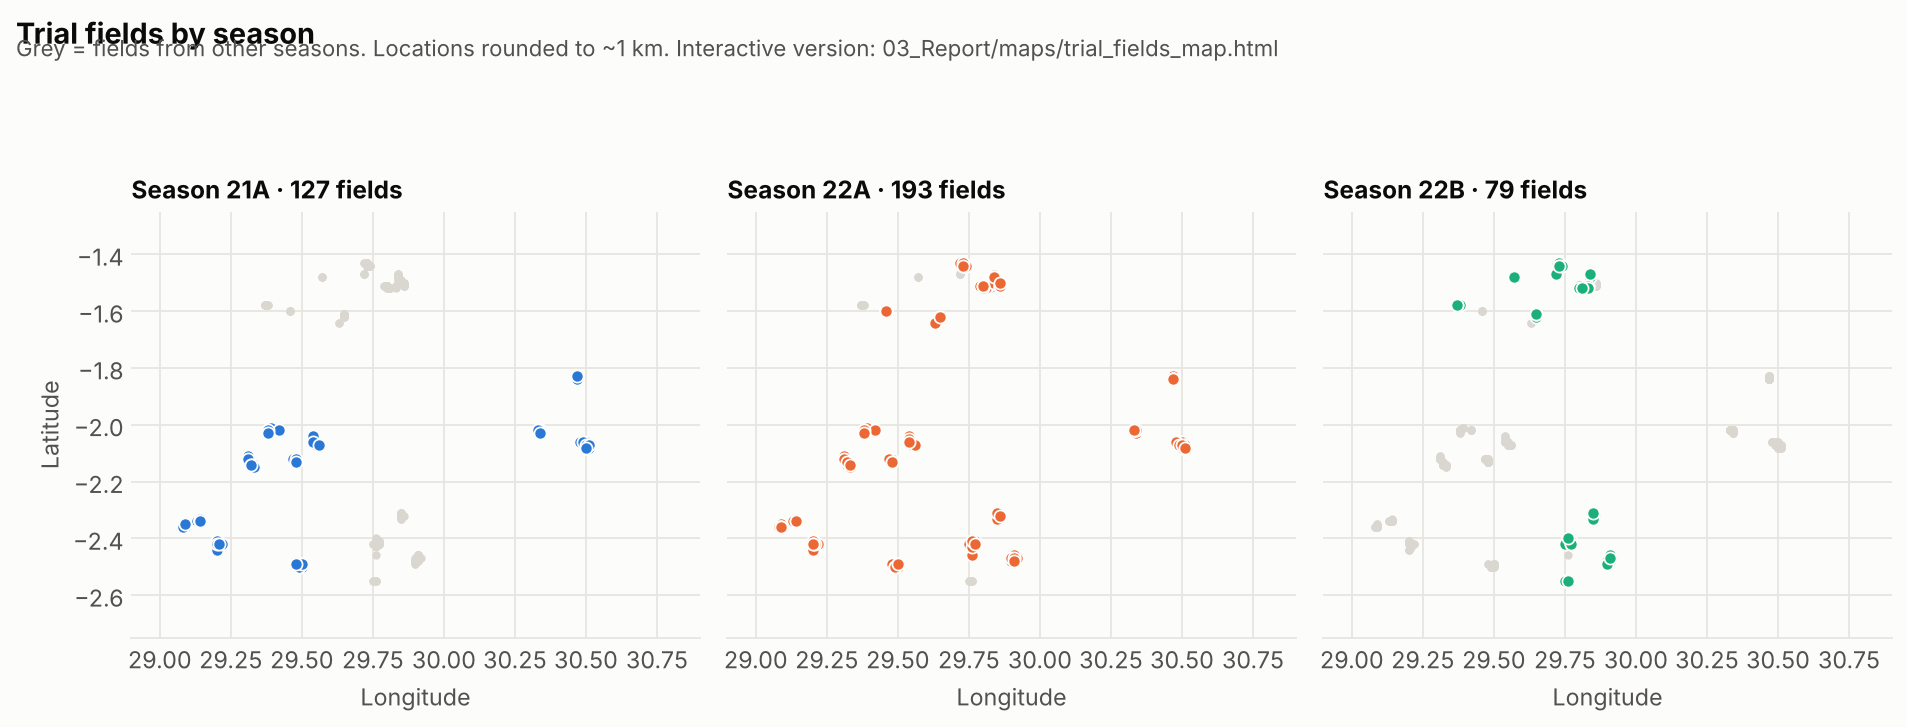 Trial fields by season
Grey = fields from other seasons. Locations rounded to ~1 km. Interactive version: 03_Report/maps/trial_fields_map.html
Season 21A · 127 fields
Season 22A · 193 fields
Season 22B · 79 fields
Latitude
−1.4
−1.6
−1.8
−2.0
−2.2
−2.4
−2.6
29.00 29.25 29.50 29.75 30.00 30.25 30.50 30.75
29.00 29.25 29.50 29.75 30.00 30.25 30.50 30.75
29.00 29.25 29.50 29.75 30.00 30.25 30.50 30.75
Longitude
Longitude
Longitude